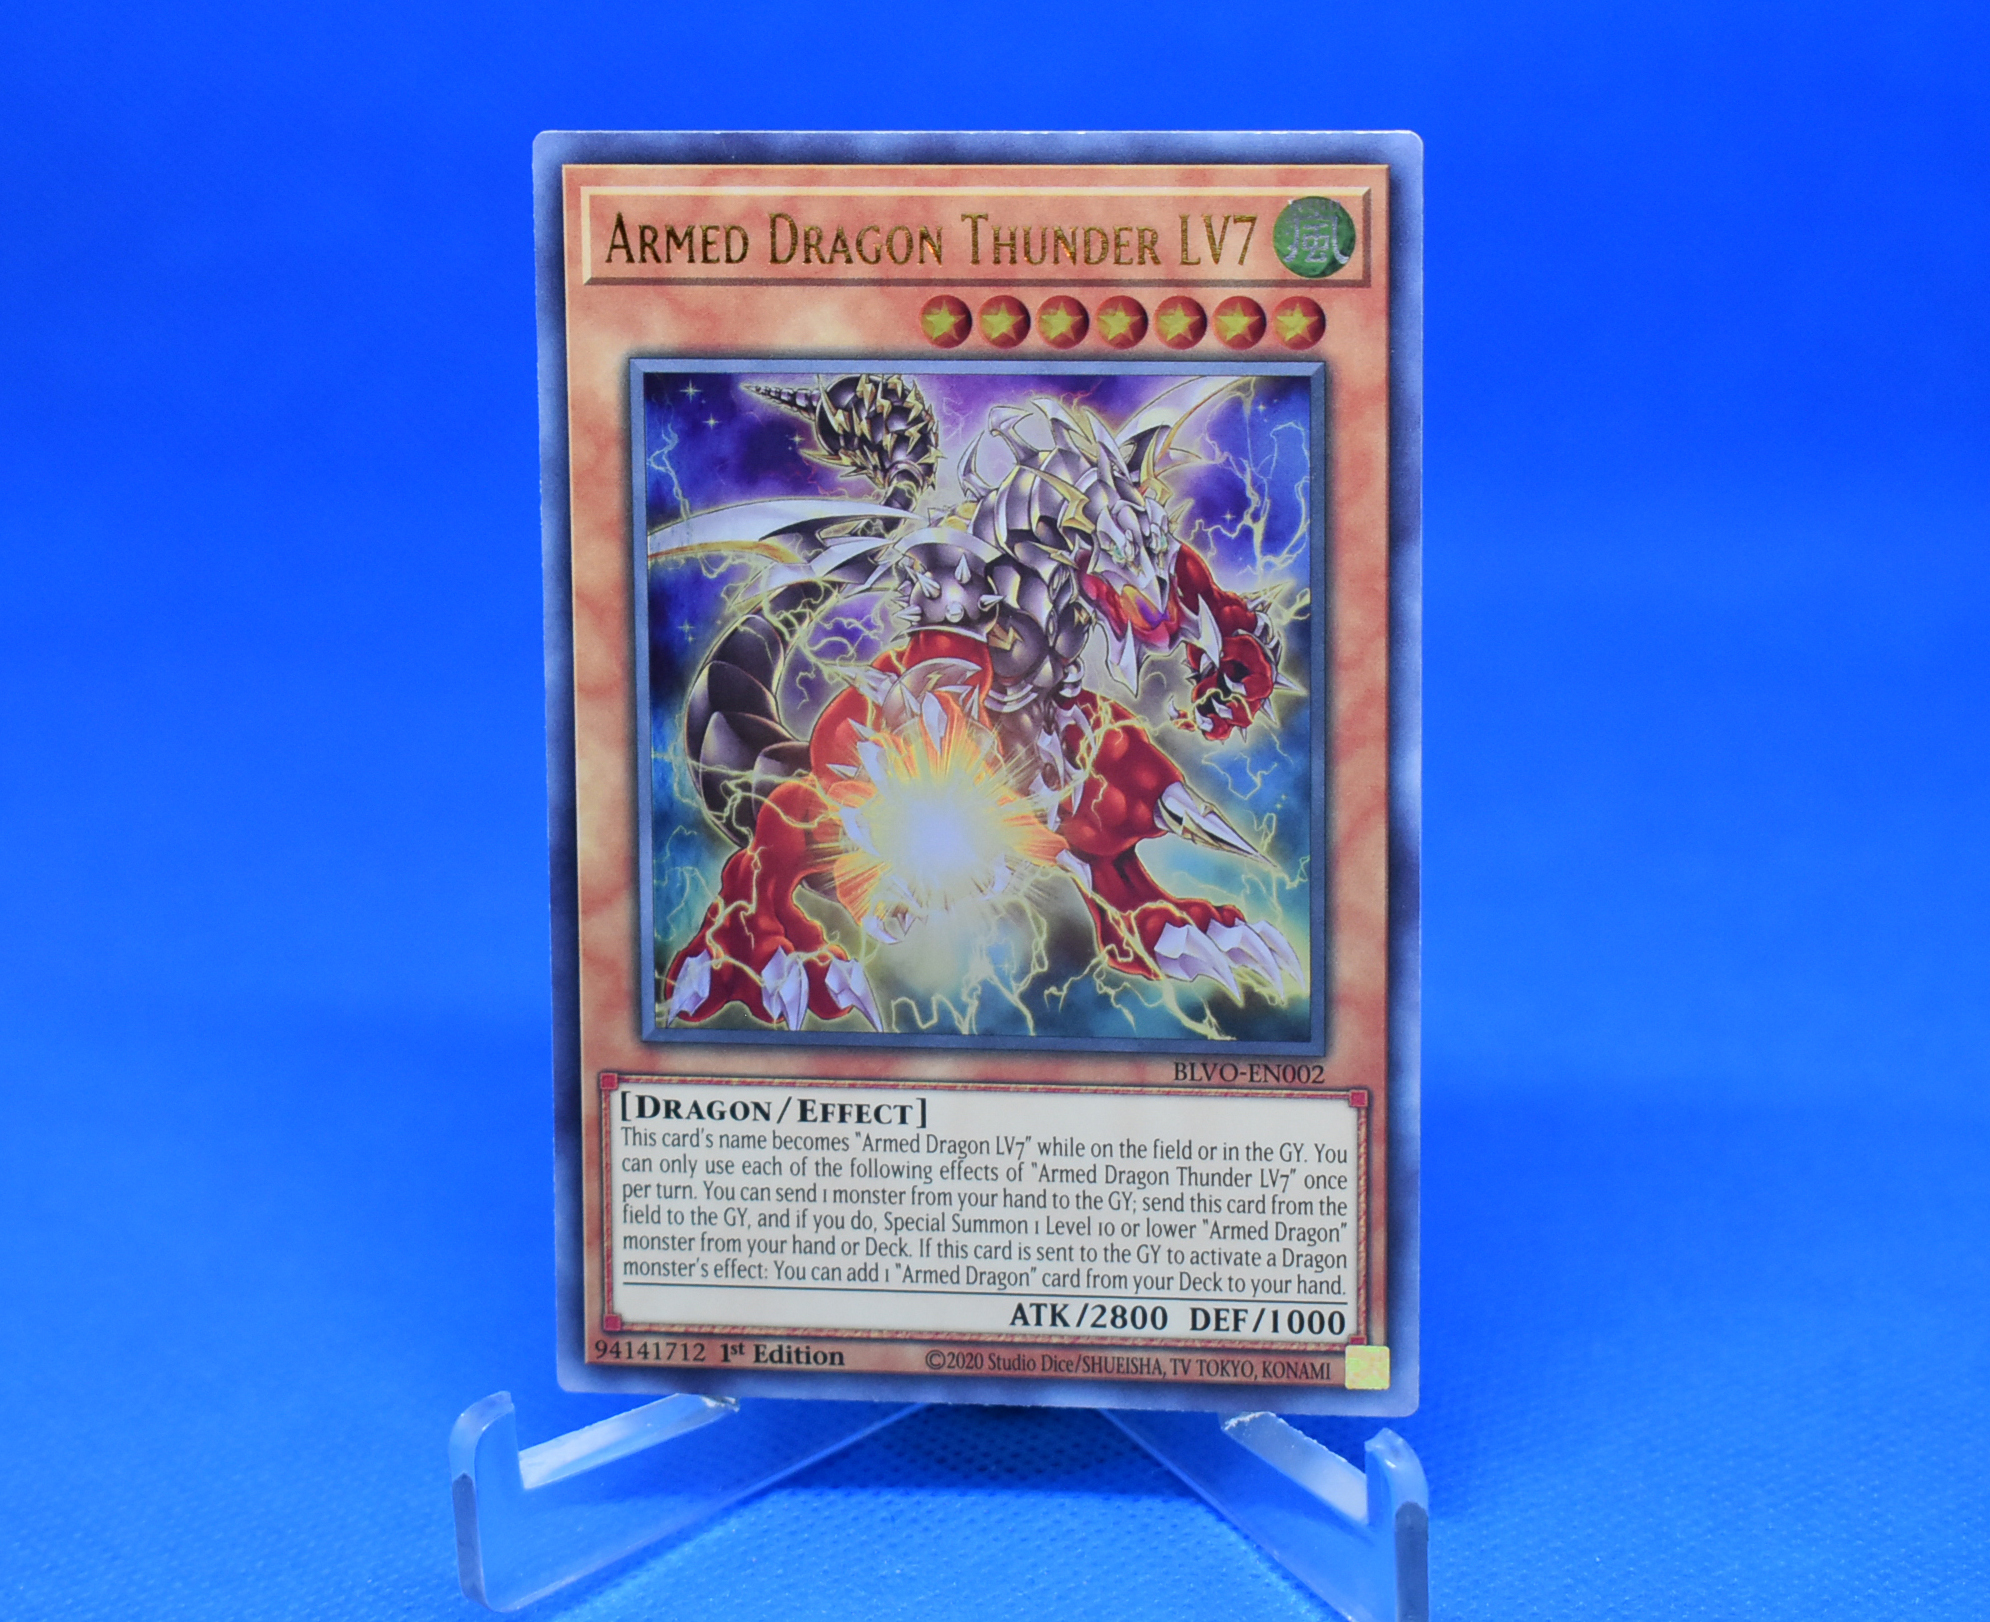 ARMED DRAGON THUNDER LV7
風
BLVO-EN002
[DRAGON/EFFECT]
This card's name becomes "Armed Dragon LV7" while on the field or in the GY. You
can only use each of the following effects of "Armed Dragon Thunder LV7" once
per turn. You can send 1 monster from your hand to the GY; send this card from the
field to the GY, and if you do, Special Summon 1 Level 10 or lower "Armed Dragon"
monster from your hand or Deck. If this card is sent to the GY to activate a Dragon
monster's effect: You can add 1 "Armed Dragon" card from your Deck to your hand.
ATK/2800 DEF/1000
94141712 1st Edition
©2020 Studio Dice/SHUEISHA, TV TOKYO, KONAMI